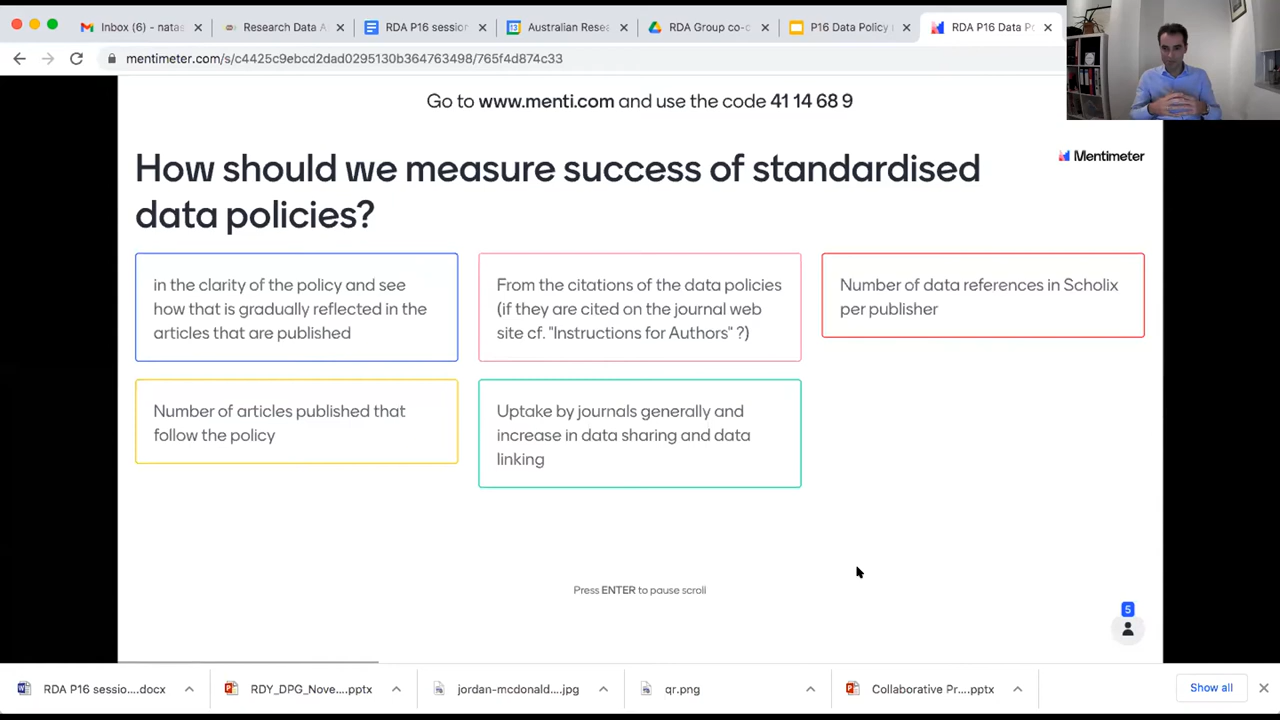 Inbox (6) - natas
Research Data A
RDA P16 session
Australian Resea
RDA Group co-c
P16 Data Policy
RDA P16 Data Po
mentimeter.com/s/c4425c9ebcd2dad0295130b364763498/765f4d874c33
Go to www.menti.com and use the code 41 14 68 9
Mentimeter
How should we measure success of standardised
data policies?
in the clarity of the policy and see
how that is gradually reflected in the
articles that are published
From the citations of the data policies
(if they are cited on the journal web
site cf. "Instructions for Authors" ?)
Number of data references in Scholix
per publisher
Number of articles published that
follow the policy
Uptake by journals generally and
increase in data sharing and data
linking
Press ENTER to pause scroll
5
RDA P16 sessio....docx
RDY_DPG_Nove....pptx
jordan-mcdonald....jpg
qr.png
Collaborative Pr....pptx
Show all